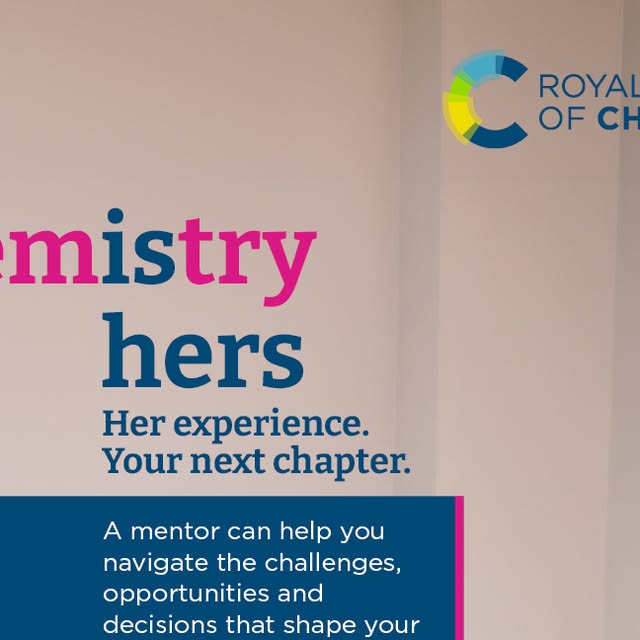 ROYAL
OF CH
emistry
hers
Her experience.
Your next chapter.
A mentor can help you
navigate the challenges,
opportunities and
decisions that shape your